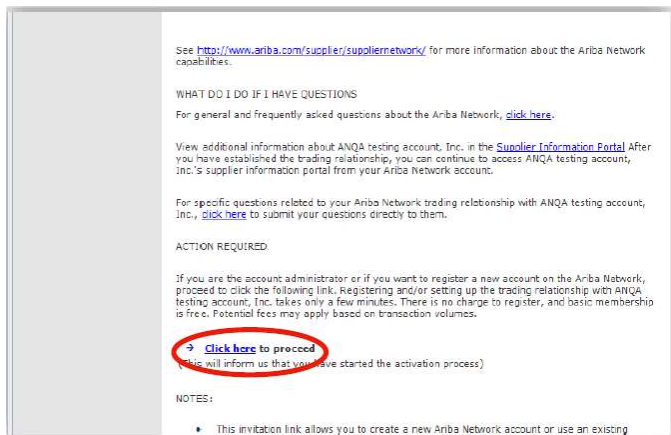 See http://www.ariba.com/supplier/suppliernetwork/ for more information about the Ariba Network
capabilities.
WHAT DO I DO IF I HAVE QUESTIONS
For general and frequently asked questions about the Ariba Network, click here.
View additional information about ANQA testing account, Inc. in the Supplier Information Portal After
you have established the trading relationship, you can continue to access ANQA testing account,
Inc.'s supplier information portal from your Ariba Network account.
For specific questions related to your Ariba Network trading relationship with ANQA testing account,
Inc., click here to submit your questions directly to them.
ACTION REQUIRED
If you are the account administrator or if you want to register a new account on the Ariba Network,
proceed to click the following link. Registering and/or setting up the trading relationship with ANQA
testing account, Inc. takes only a few minutes. There is no charge to register, and basic membership
is free. Potential fees may apply based on transaction volumes.
→ Click here to proceed
(This will inform us that you have started the activation process)
NOTES:
• This invitation link allows you to create a new Ariba Network account or use an existing